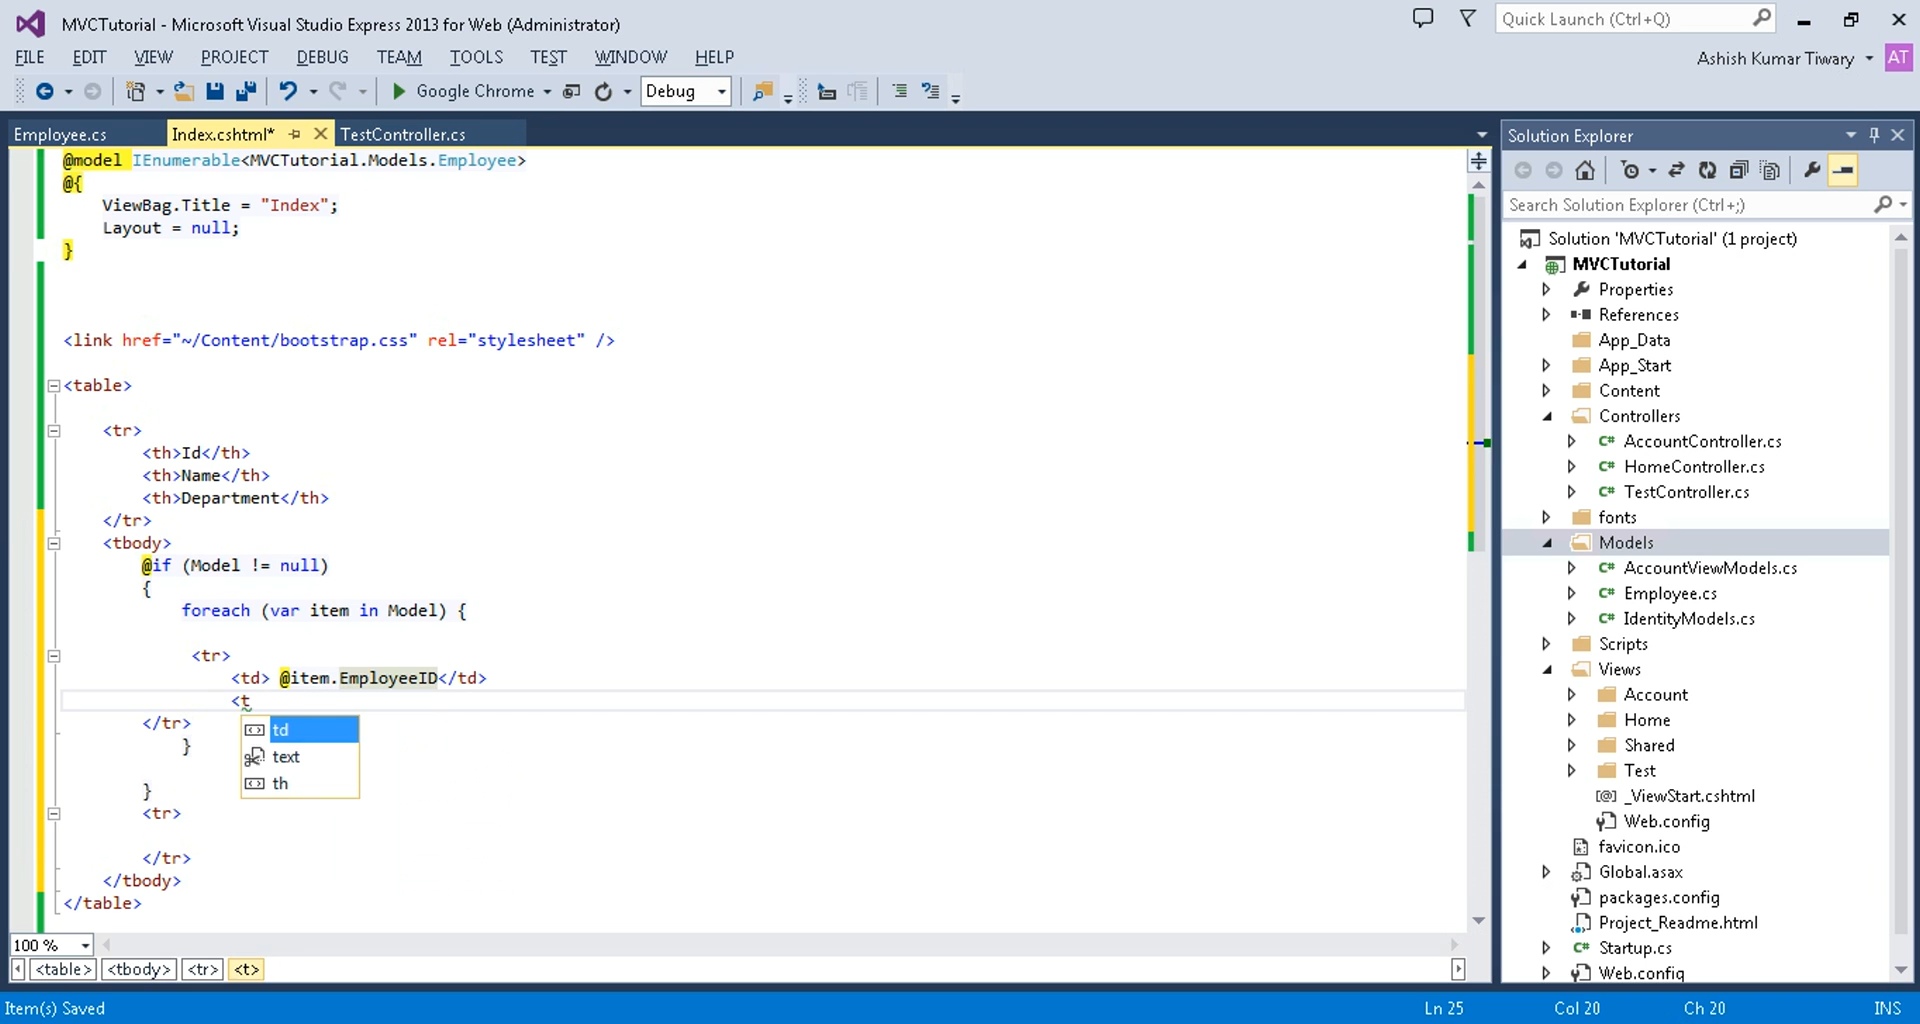 MVCTutorial - Microsoft Visual Studio Express 2013 for Web (Administrator)
Quick Launch (Ctrl+Q)
FILE EDIT VIEW PROJECT DEBUG TEAM TOOLS TEST WINDOW HELP
Ashish Kumar Tiwary AT
Google Chrome Debug
Employee.cs Index.cshtml* TestController.cs
@model IEnumerable<MVCTutorial.Models.Employee>
@{
ViewBag.Title = "Index";
Layout = null;
}
<link href="~/Content/bootstrap.css" rel="stylesheet" />
<table>
<tr>
<th>Id</th>
<th>Name</th>
<th>Department</th>
</tr>
<tbody>
@if (Model != null)
{
foreach (var item in Model) {
<tr>
<td> @item.EmployeeID</td>
<t
</tr>
}
}
<tr>
</tr>
</tbody>
</table>
td
text
th
100 %
<table> <tbody> <tr> <t>
Solution Explorer
Search Solution Explorer (Ctrl+;)
Solution 'MVCTutorial' (1 project)
MVCTutorial
Properties
References
App_Data
App_Start
Content
Controllers
C# AccountController.cs
C# HomeController.cs
C# TestController.cs
fonts
Models
C# AccountViewModels.cs
C# Employee.cs
C# IdentityModels.cs
Scripts
Views
Account
Home
Shared
Test
[@] _ViewStart.cshtml
Web.config
favicon.ico
Global.asax
packages.config
Project_Readme.html
C# Startup.cs
Web.config
Item(s) Saved Ln 25 Col 20 Ch 20 INS